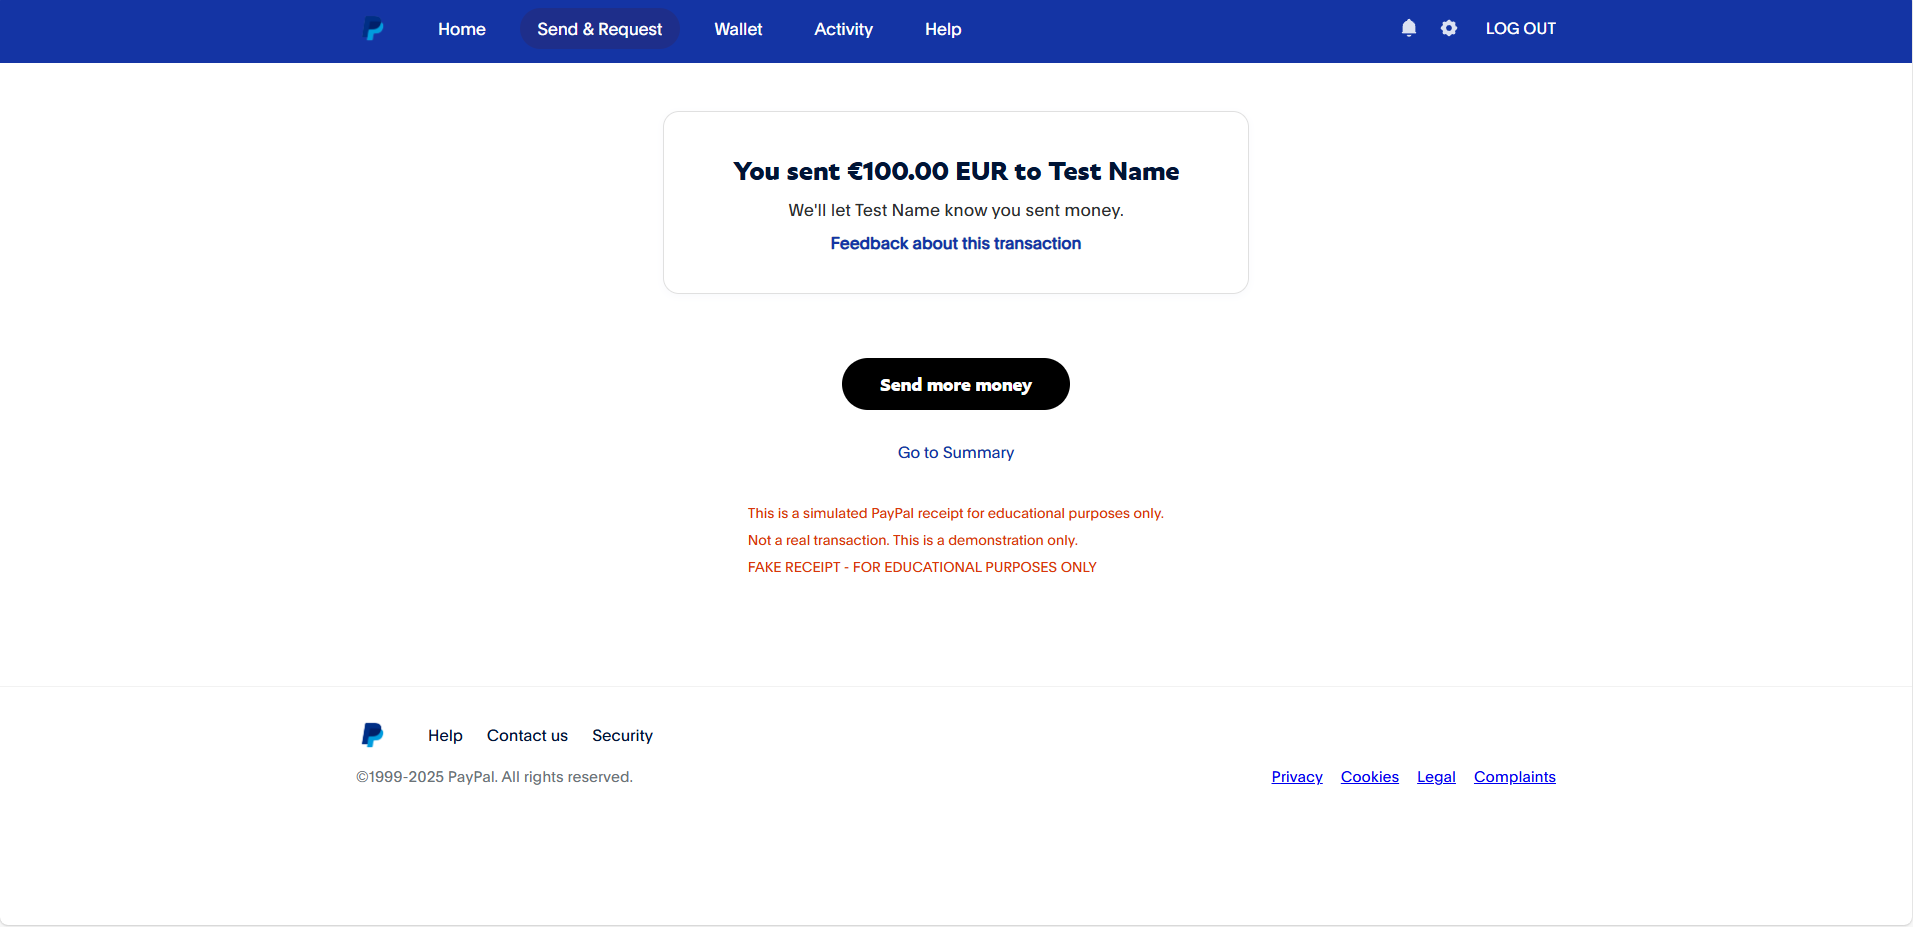 Home Send & Request Wallet Activity Help LOG OUT
You sent €100.00 EUR to Test Name
We'll let Test Name know you sent money.
Feedback about this transaction
Send more money
Go to Summary
This is a simulated PayPal receipt for educational purposes only.
Not a real transaction. This is a demonstration only.
FAKE RECEIPT - FOR EDUCATIONAL PURPOSES ONLY
Help Contact us Security
©1999-2025 PayPal. All rights reserved.
Privacy Cookies Legal Complaints